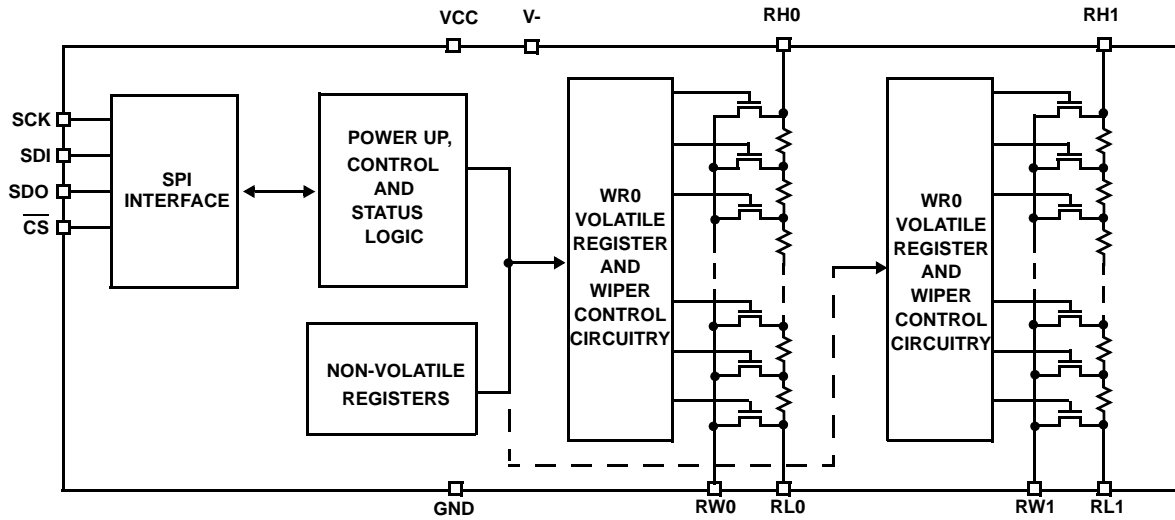 VCC
V-
RH0
RH1
SCK
SDI
SDO
CS
SPI
INTERFACE
POWER UP,
CONTROL
AND
STATUS
LOGIC
NON-VOLATILE
REGISTERS
WR0
VOLATILE
REGISTER
AND
WIPER
CONTROL
CIRCUITRY
WR0
VOLATILE
REGISTER
AND
WIPER
CONTROL
CIRCUITRY
GND
RW0
RL0
RW1
RL1